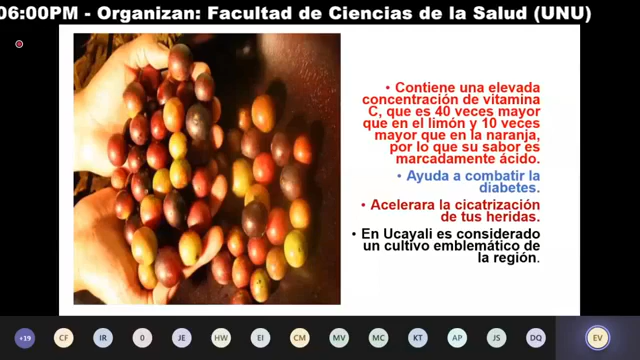 06:00PM - Organizan: Facultad de Ciencias de la Salud (UNU)
• Contiene una elevada
concentración de vitamina
C, que es 40 veces mayor
que en el limón y 10 veces
mayor que en la naranja,
por lo que su sabor es
marcadamente ácido.
• Ayuda a combatir la
diabetes.
• Acelerara la cicatrización
de tus heridas.
• En Ucayali es considerado
un cultivo emblemático de
la región.
+19 CF IR 0 JE HW EI CM MV MC KT AP JS DQ EV